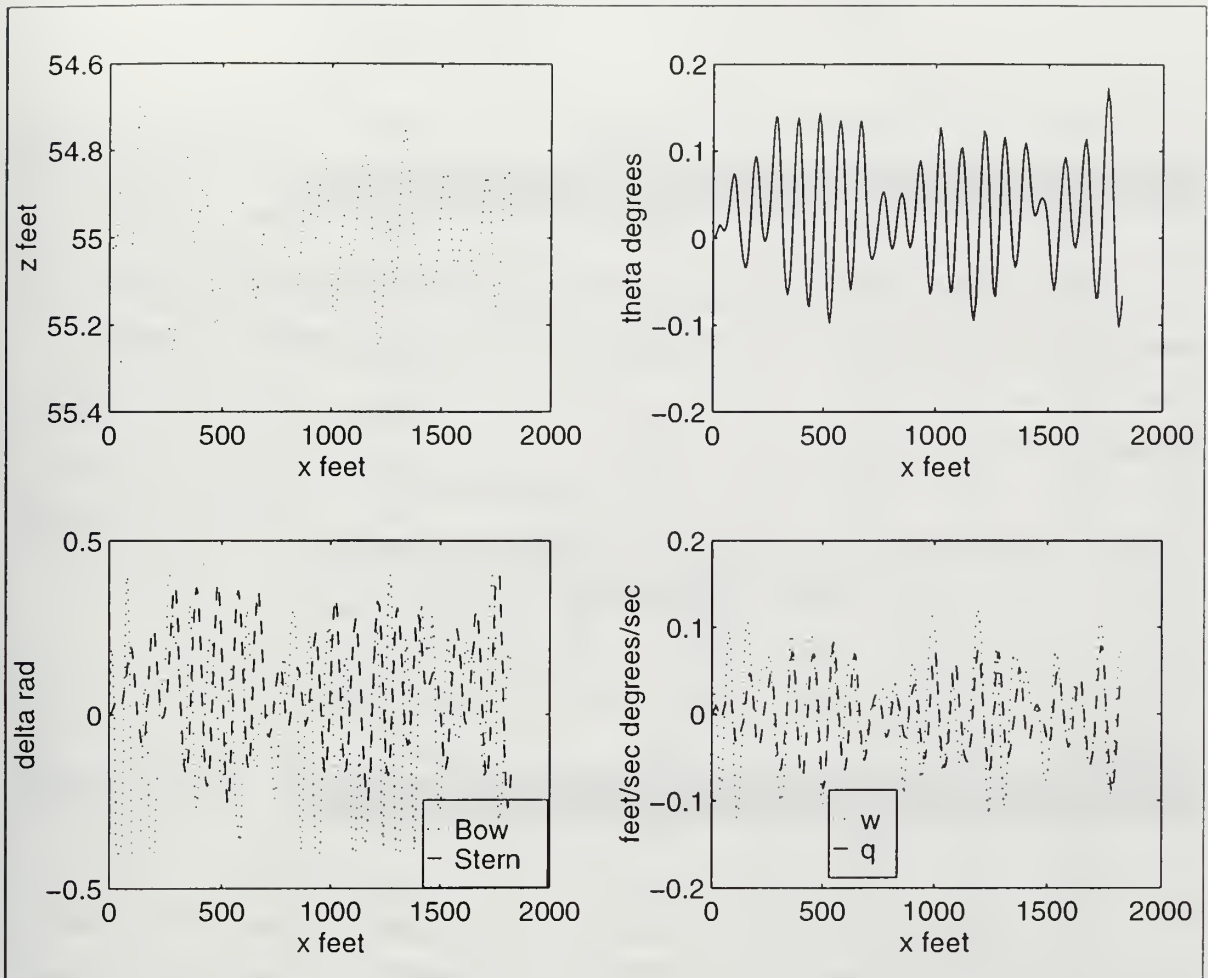 54.6
54.8
55
55.2
55.4
z feet
0 500 1000 1500 2000
x feet
0.2
0.1
0
−0.1
−0.2
theta degrees
0 500 1000 1500 2000
x feet
0.5
0
−0.5
delta rad
Bow
Stern
0 500 1000 1500 2000
x feet
0.2
0.1
0
−0.1
−0.2
feet/sec degrees/sec
w
q
0 500 1000 1500 2000
x feet